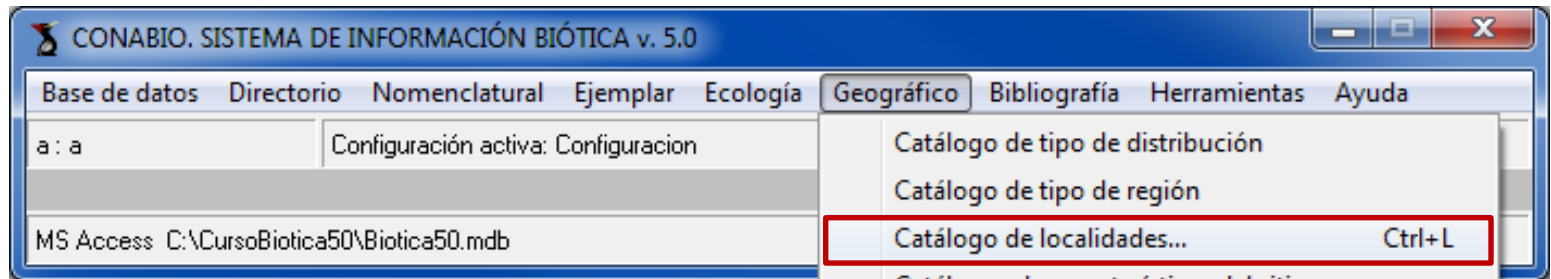 CONABIO. SISTEMA DE INFORMACIÓN BIÓTICA v. 5.0
Base de datos Directorio Nomenclatural Ejemplar Ecología Geográfico Bibliografía Herramientas Ayuda
a : a Configuración activa: Configuracion
Catálogo de tipo de distribución
Catálogo de tipo de región
MS Access C:\CursoBiotica50\Biotica50.mdb
Catálogo de localidades... Ctrl+L